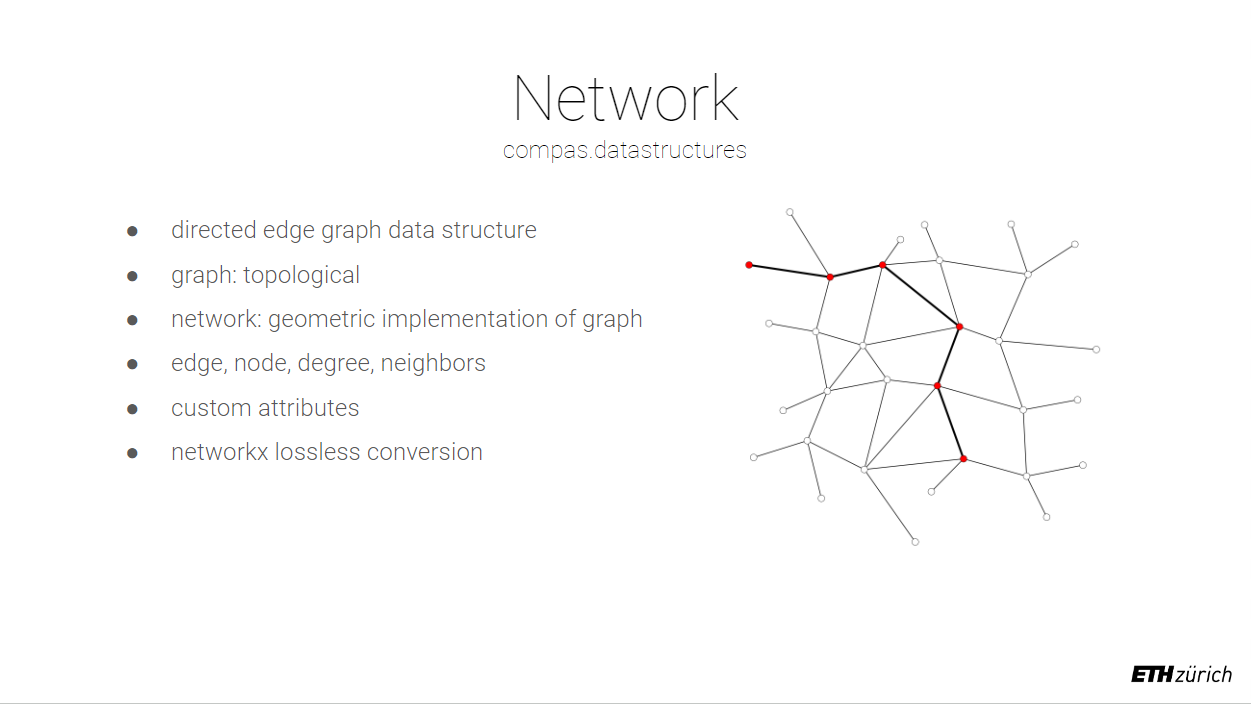 Network
compas.datastructures
● directed edge graph data structure
● graph: topological
● network: geometric implementation of graph
● edge, node, degree, neighbors
● custom attributes
● networkx lossless conversion
ETH zürich